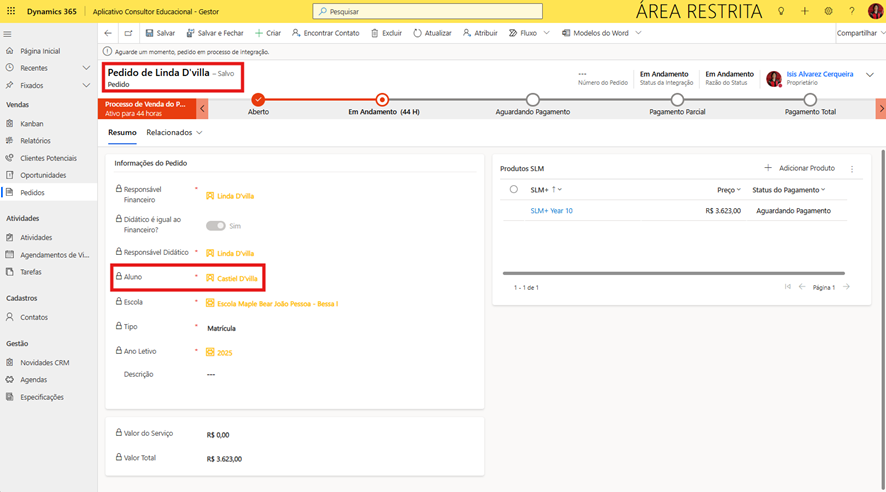 Dynamics 365 Aplicativo Consultor Educacional - Gestor Pesquisar ÁREA RESTRITA
Salvar Salvar e Fechar Criar Encontrar Contato Excluir Atualizar Atribuir Fluxo Modelos do Word Compartilhar
Aguarde um momento, pedido em processo de integração.
Página Inicial
Recentes
Fixados
Vendas
Kanban
Relatórios
Clientes Potenciais
Oportunidades
Pedidos
Atividades
Atividades
Agendamentos de Vi...
Tarefas
Cadastros
Contatos
Gestão
Novidades CRM
Agendas
Especificações
Pedido de Linda D'villa - Salvo
Pedido
---
Número do Pedido
Em Andamento
Status da Integração
Em Andamento
Razão do Status
Isis Alvarez Cerqueira
Proprietário
Processo de Venda do P...
Ativo para 44 horas
Aberto
Em Andamento (44 H)
Aguardando Pagamento
Pagamento Parcial
Pagamento Total
Resumo Relacionados
Informações do Pedido
Responsável Financeiro * Linda D'villa
Didático é igual ao Financeiro? Sim
Responsável Didático * Linda D'villa
Aluno * Castiel D'villa
Escola * Escola Maple Bear João Pessoa - Bessa I
Tipo * Matrícula
Ano Letivo * 2025
Descrição ---
Valor do Serviço R$ 0,00
Valor Total R$ 3.623,00
Produtos SLM
Adicionar Produto
SLM+ Preço Status do Pagamento
SLM+ Year 10 R$ 3.623,00 Aguardando Pagamento
1 - 1 de 1
Página 1